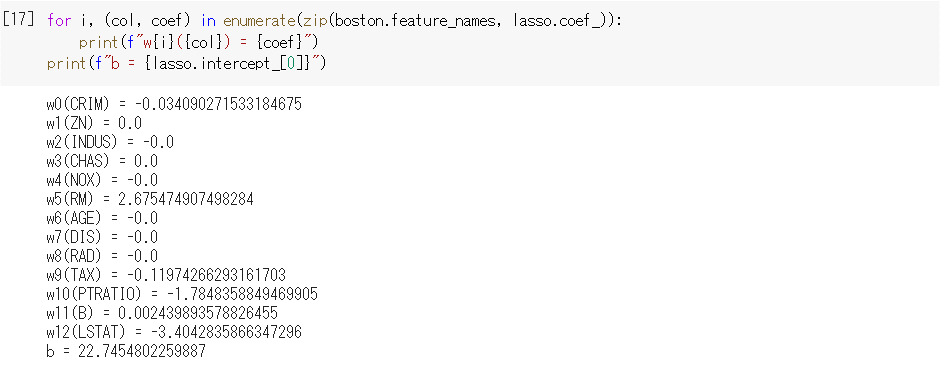 [17] for i, (col, coef) in enumerate(zip(boston.feature_names, lasso.coef_)):
    print(f"w{i}({col}) = {coef}")
print(f"b = {lasso.intercept_[0]}")
w0(CRIM) = -0.034090271533184675
w1(ZN) = 0.0
w2(INDUS) = -0.0
w3(CHAS) = 0.0
w4(NOX) = -0.0
w5(RM) = 2.675474907498284
w6(AGE) = -0.0
w7(DIS) = -0.0
w8(RAD) = -0.0
w9(TAX) = -0.11974266293161703
w10(PTRATIO) = -1.7848358849469905
w11(B) = 0.002439893578826455
w12(LSTAT) = -3.4042835866347296
b = 22.7454802259887